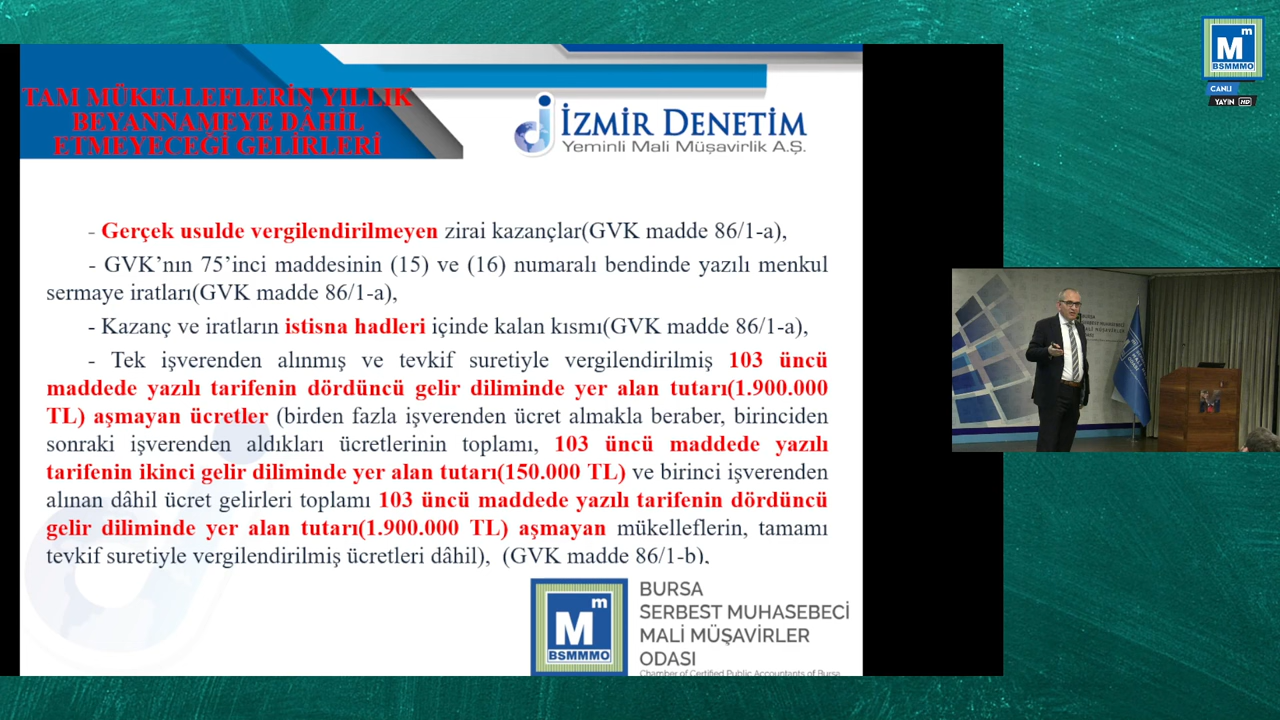 TAM MÜKELLEFLERİN YILLIK
BEYANNAMEYE DÂHİL
ETMEYECEĞİ GELİRLERİ
İZMİR DENETİM
Yeminli Mali Müşavirlik A.Ş.
M m
BSMMMO
CANLI
YAYIN HD
- Gerçek usulde vergilendirilmeyen zirai kazançlar(GVK madde 86/1-a),
- GVK’nın 75’inci maddesinin (15) ve (16) numaralı bendinde yazılı menkul
sermaye iratları(GVK madde 86/1-a),
- Kazanç ve iratların istisna hadleri içinde kalan kısmı(GVK madde 86/1-a),
- Tek işverenden alınmış ve tevkif suretiyle vergilendirilmiş 103 üncü
maddede yazılı tarifenin dördüncü gelir diliminde yer alan tutarı(1.900.000
TL) aşmayan ücretler (birden fazla işverenden ücret almakla beraber, birinciden
sonraki işverenden aldıkları ücretlerinin toplamı, 103 üncü maddede yazılı
tarifenin ikinci gelir diliminde yer alan tutarı(150.000 TL) ve birinci işverenden
alınan dâhil ücret gelirleri toplamı 103 üncü maddede yazılı tarifenin dördüncü
gelir diliminde yer alan tutarı(1.900.000 TL) aşmayan mükelleflerin, tamamı
tevkif suretiyle vergilendirilmiş ücretleri dâhil), (GVK madde 86/1-b),
M m
BSMMMO
BURSA
SERBEST MUHASEBECİ
MALİ MÜŞAVİRLER
ODASI
Chamber of Certified Public Accountants of Bursa